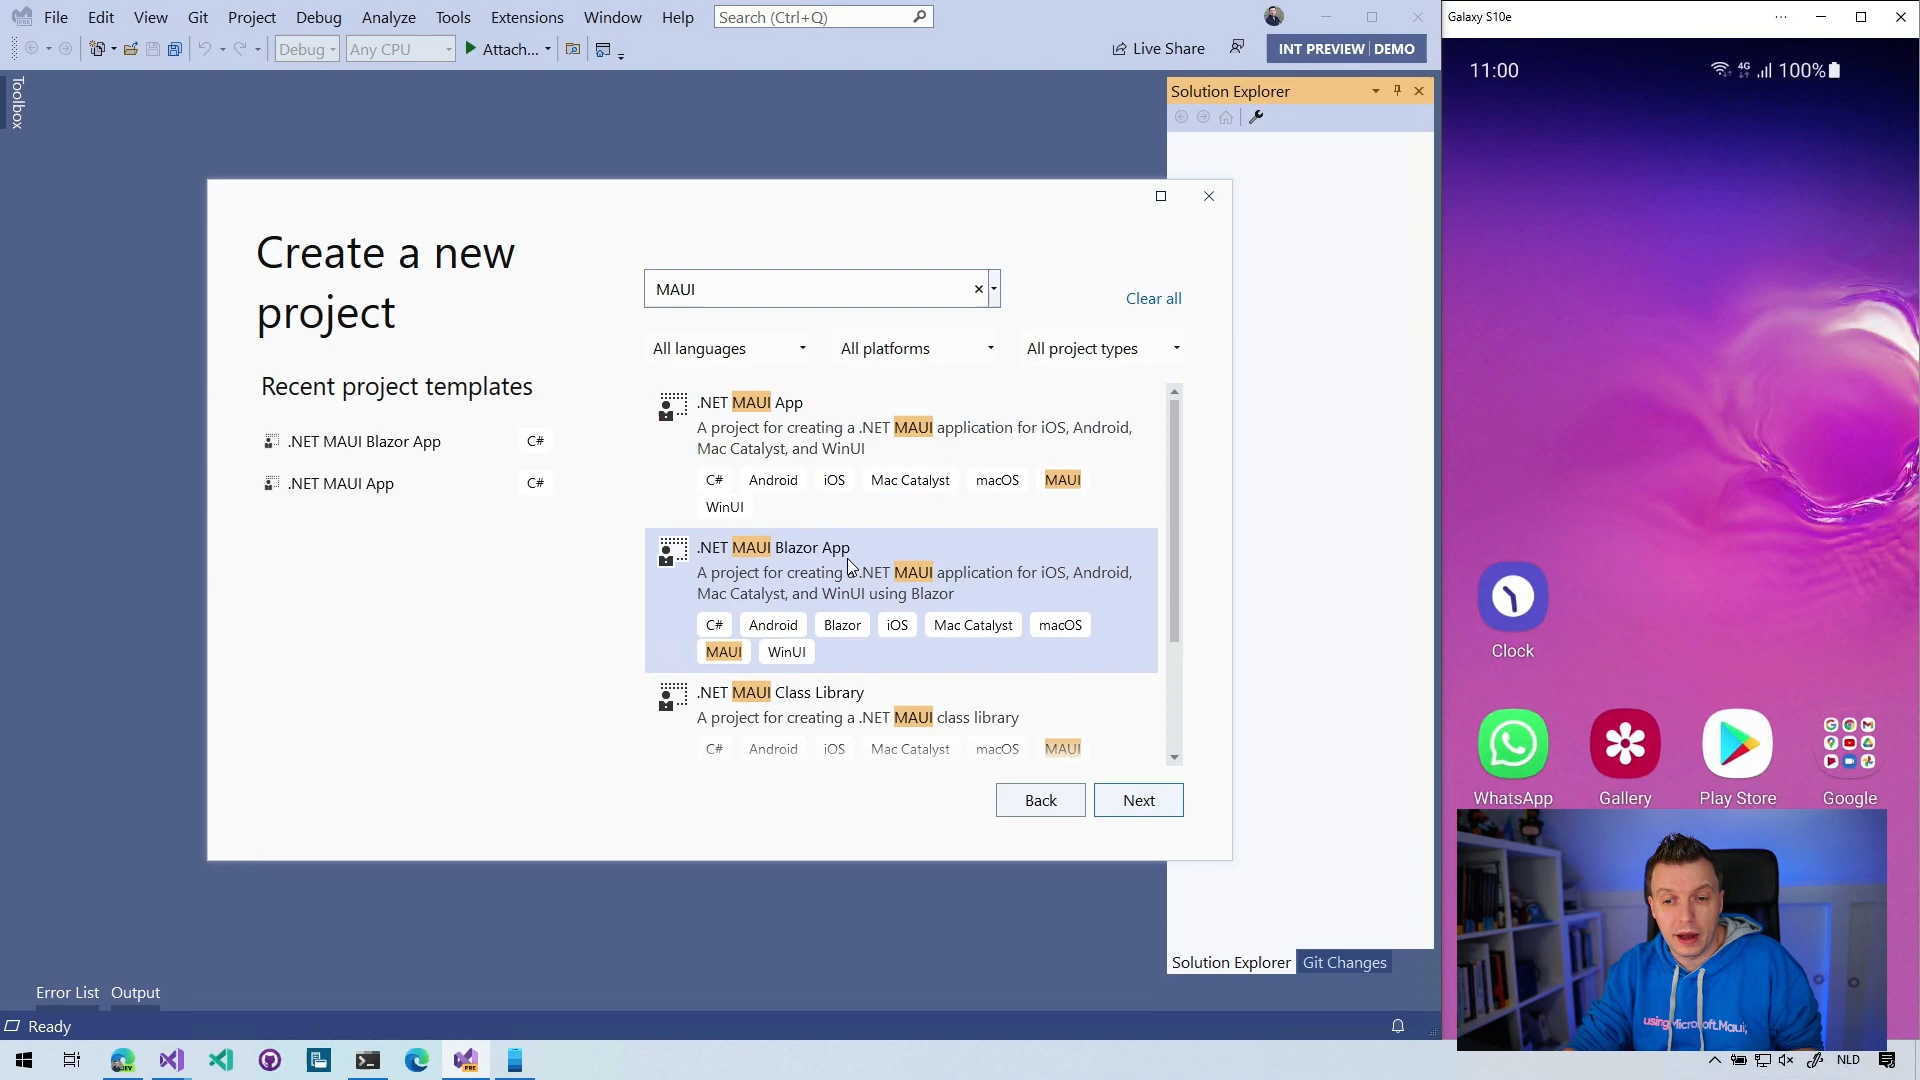 File Edit View Git Project Debug Analyze Tools Extensions Window Help Search (Ctrl+Q)
Debug Any CPU Attach... Live Share INT PREVIEW DEMO
Toolbox
Solution Explorer
Create a new
project
MAUI
Clear all
All languages All platforms All project types
Recent project templates
.NET MAUI Blazor App C#
.NET MAUI App C#
.NET MAUI App
A project for creating a .NET MAUI application for iOS, Android,
Mac Catalyst, and WinUI
C# Android iOS Mac Catalyst macOS MAUI
WinUI
.NET MAUI Blazor App
A project for creating a .NET MAUI application for iOS, Android,
Mac Catalyst, and WinUI using Blazor
C# Android Blazor iOS Mac Catalyst macOS
MAUI WinUI
.NET MAUI Class Library
A project for creating a .NET MAUI class library
C# Android iOS Mac Catalyst macOS MAUI
Back Next
Solution Explorer Git Changes
Error List Output
Ready
Galaxy S10e
11:00 4G 100%
Clock
WhatsApp Gallery Play Store Google
using Microsoft.Maui;
DEV PRE NLD